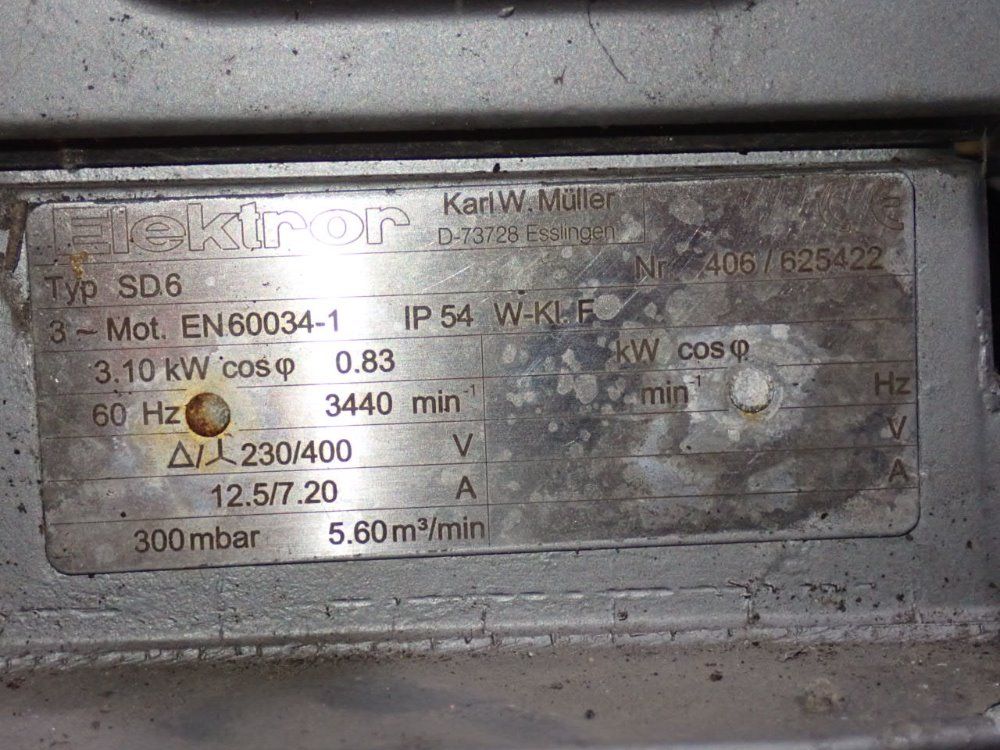 Elektror Karl W. Müller
D-73728 Esslingen CE
Typ SD6 Nr 406 / 625422
3 ~ Mot. EN60034-1 IP 54 W-Kl. F
3.10 kW cos φ 0.83 kW cos φ
60 Hz 3440 min⁻¹ min⁻¹ Hz
Δ/⅄ 230/400 V V
12.5/7.20 A A
300 mbar 5.60 m³/min